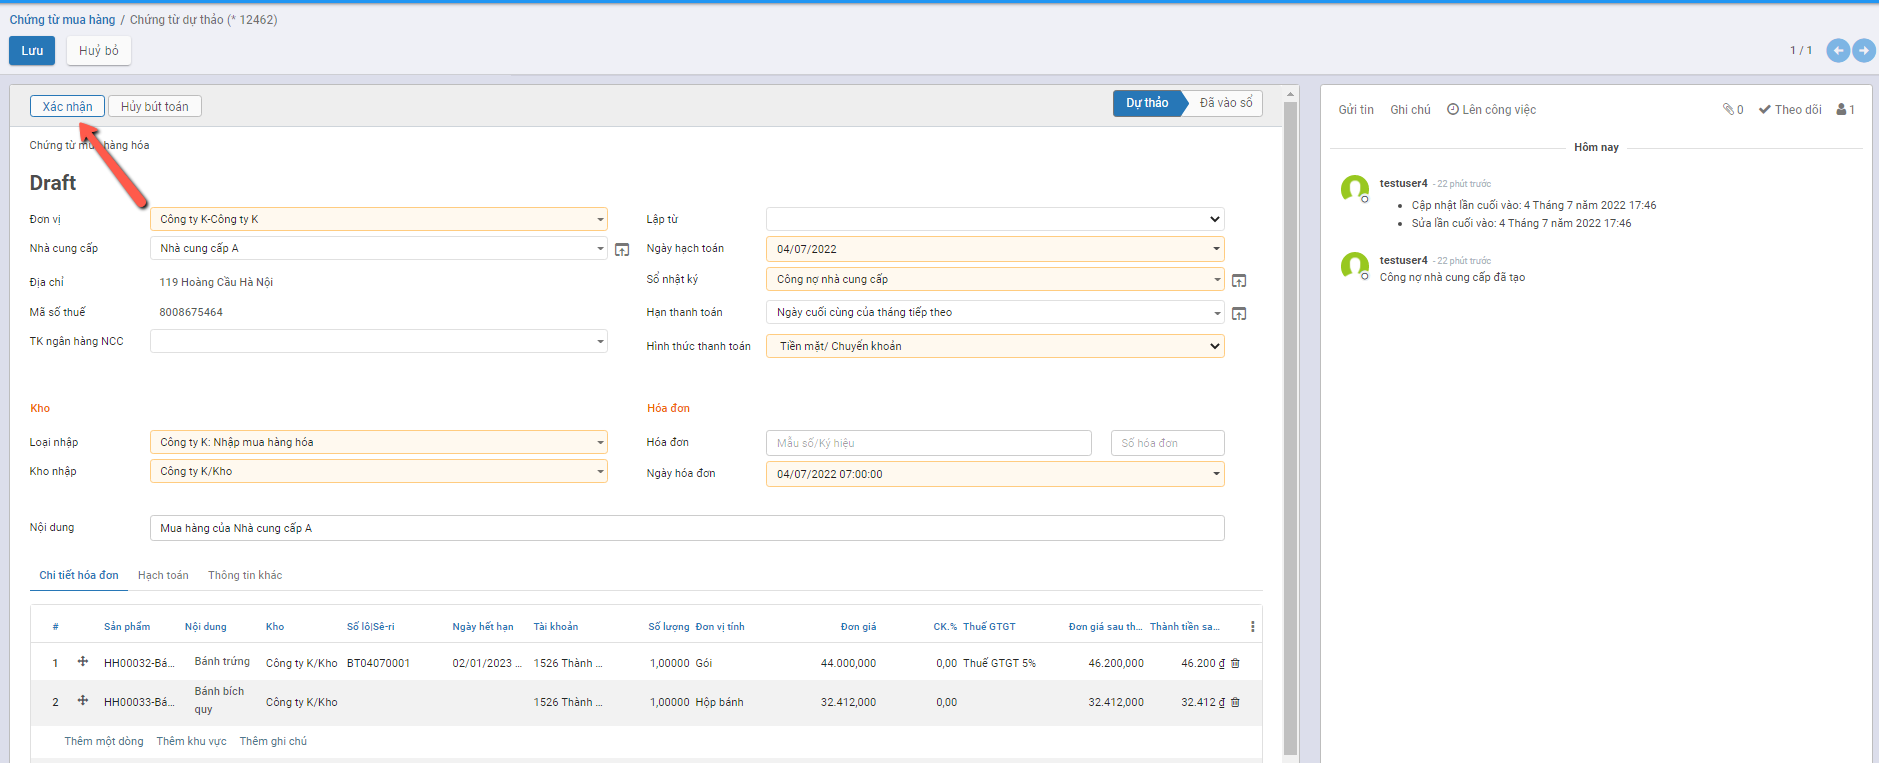 Chứng từ mua hàng / Chứng từ dự thảo (* 12462)
Lưu Huỷ bỏ
1 / 1
Xác nhận Hủy bút toán
Dự thảo Đã vào sổ
Chứng từ mua hàng hóa
Draft
Đơn vị Công ty K-Công ty K
Nhà cung cấp Nhà cung cấp A
Địa chỉ 119 Hoàng Cầu Hà Nội
Mã số thuế 8008675464
TK ngân hàng NCC
Lập từ
Ngày hạch toán 04/07/2022
Sổ nhật ký Công nợ nhà cung cấp
Hạn thanh toán Ngày cuối cùng của tháng tiếp theo
Hình thức thanh toán Tiền mặt/ Chuyển khoản
Kho
Loại nhập Công ty K: Nhập mua hàng hóa
Kho nhập Công ty K/Kho
Hóa đơn
Hóa đơn Mẫu số/Ký hiệu Số hóa đơn
Ngày hóa đơn 04/07/2022 07:00:00
Nội dung Mua hàng của Nhà cung cấp A
Chi tiết hóa đơn Hạch toán Thông tin khác
# Sản phẩm Nội dung Kho Số lô|Sê-ri Ngày hết hạn Tài khoản Số lượng Đơn vị tính Đơn giá CK.% Thuế GTGT Đơn giá sau th... Thành tiền sa...
1 HH00032-Bá... Bánh trứng Công ty K/Kho BT04070001 02/01/2023 ... 1526 Thành ... 1,00000 Gói 44.000,000 0,00 Thuế GTGT 5% 46.200,000 46.200 ₫
2 HH00033-Bá... Bánh bích quy Công ty K/Kho 1526 Thành ... 1,00000 Hộp bánh 32.412,000 0,00 32.412,000 32.412 ₫
Thêm một dòng Thêm khu vực Thêm ghi chú
Gửi tin Ghi chú Lên công việc 0 Theo dõi 1
Hôm nay
testuser4 - 22 phút trước
• Cập nhật lần cuối vào: 4 Tháng 7 năm 2022 17:46
• Sửa lần cuối vào: 4 Tháng 7 năm 2022 17:46
testuser4 - 22 phút trước
Công nợ nhà cung cấp đã tạo